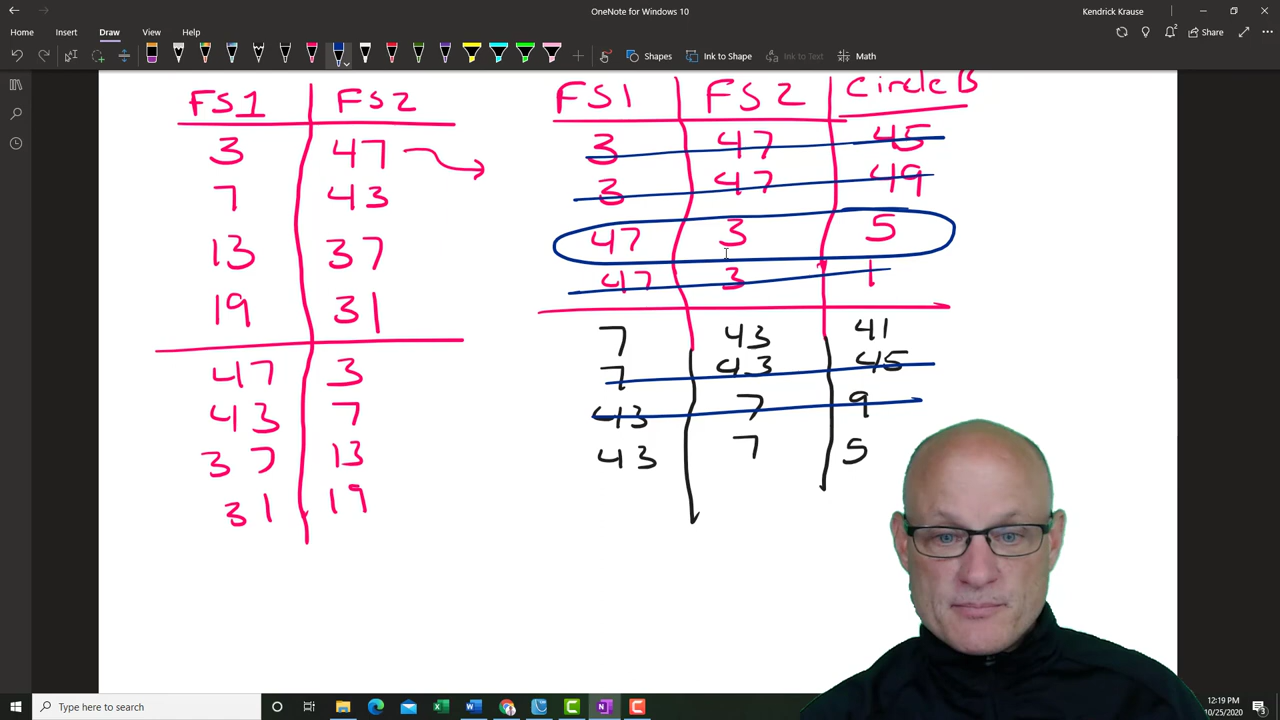 OneNote for Windows 10
Kendrick Krause
Home Insert Draw View Help
Shapes Ink to Shape Ink to Text Math
Share
FS1 FS2
3 47
7 43
13 37
19 31
47 3
43 7
37 13
31 19
FS1 FS2 Circle B
3 47 45
3 47 49
47 3 5
47 3 1
7 43 41
7 43 45
43 7 9
43 7 5
Type here to search
12:19 PM
10/25/2020